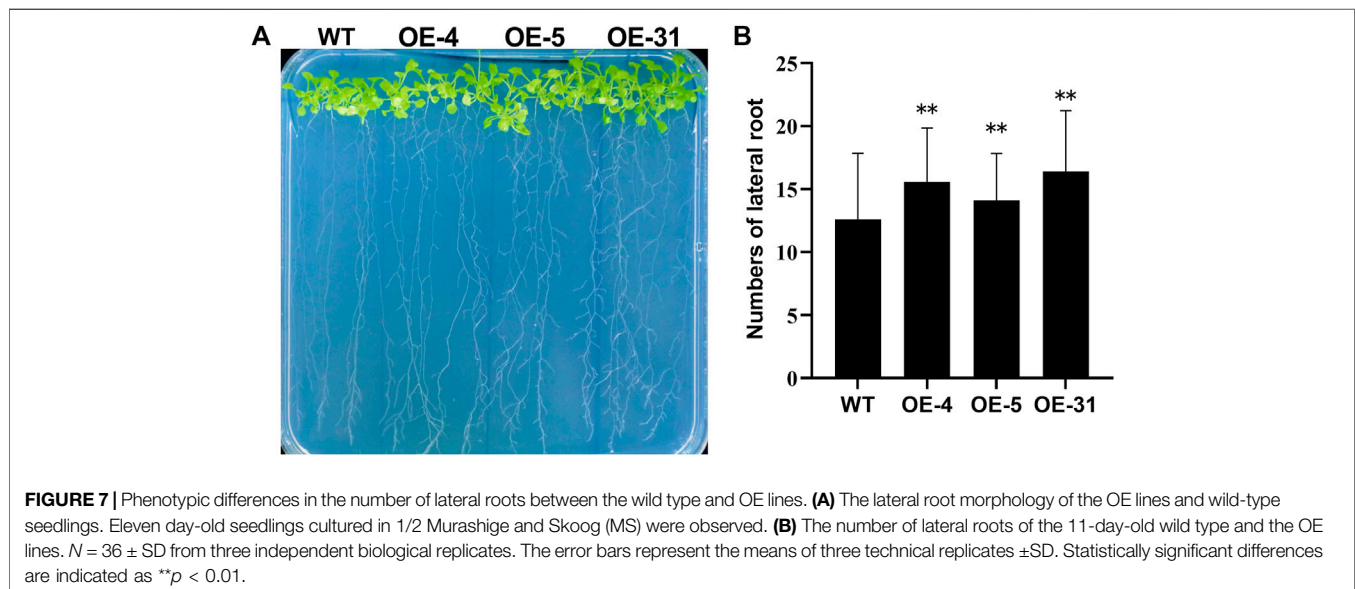 A WT OE-4 OE-5 OE-31
B
25
20
15
10
5
0
Numbers of lateral root
** ** **
WT OE-4 OE-5 OE-31
FIGURE 7 | Phenotypic differences in the number of lateral roots between the wild type and OE lines. (A) The lateral root morphology of the OE lines and wild-type
seedlings. Eleven day-old seedlings cultured in 1/2 Murashige and Skoog (MS) were observed. (B) The number of lateral roots of the 11-day-old wild type and the OE
lines. N = 36 ± SD from three independent biological replicates. The error bars represent the means of three technical replicates ±SD. Statistically significant differences
are indicated as **p < 0.01.